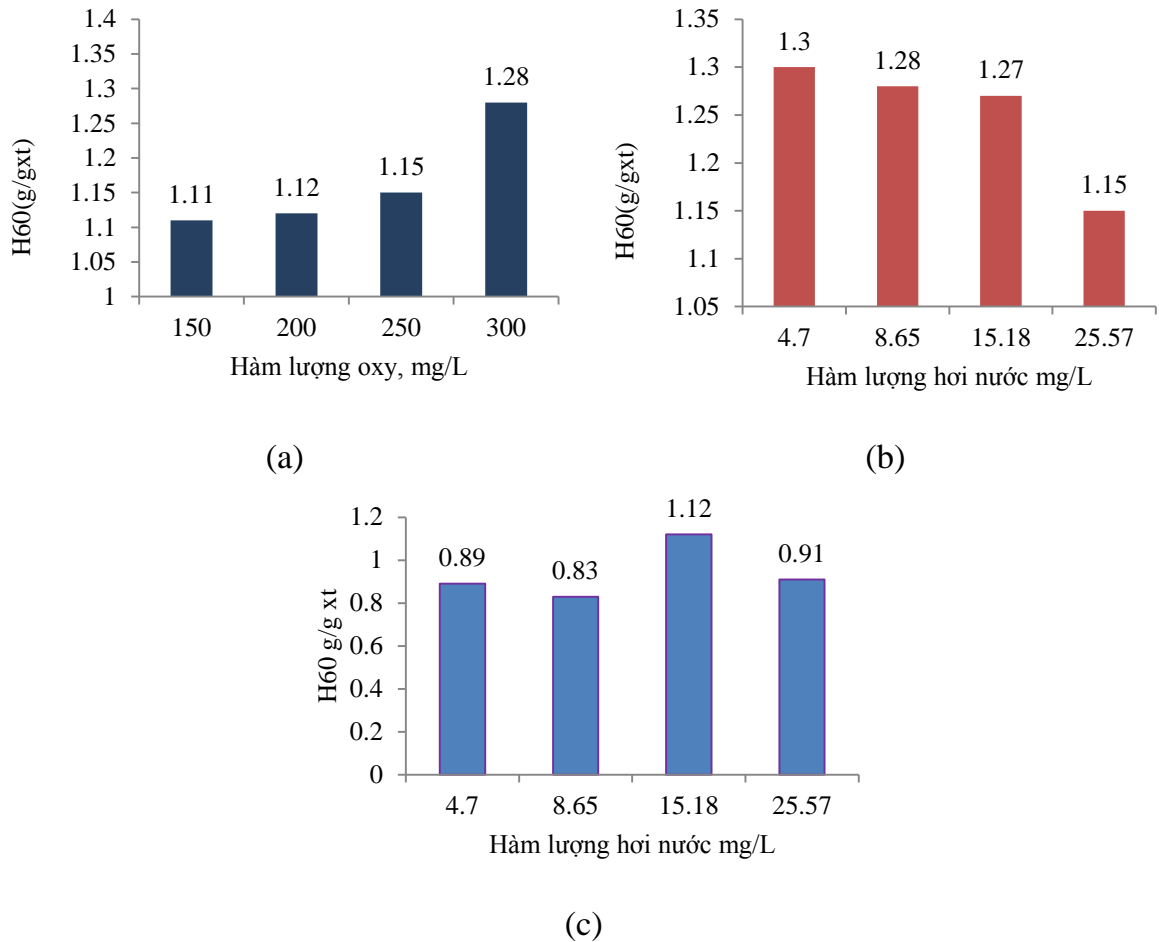 H60(g/gxt)
1.4
1.35
1.3
1.25
1.2
1.15
1.1
1.05
1
1.11
1.12
1.15
1.28
150 200 250 300
Hàm lượng oxy, mg/L
(a)
H60(g/gxt)
1.35
1.3
1.25
1.2
1.15
1.1
1.05
1.3
1.28
1.27
1.15
4.7 8.65 15.18 25.57
Hàm lượng hơi nước mg/L
(b)
H60 g/g xt
1.2
1
0.8
0.6
0.4
0.2
0
0.89
0.83
1.12
0.91
4.7 8.65 15.18 25.57
Hàm lượng hơi nước mg/L
(c)